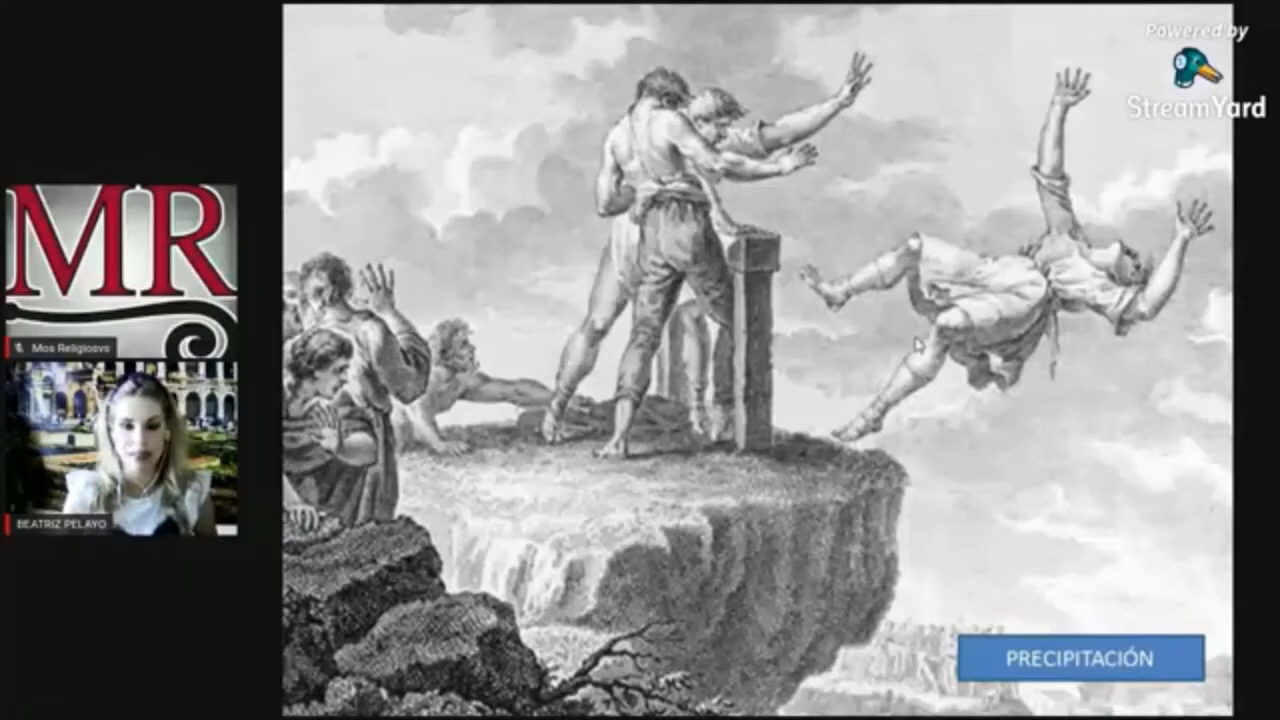 Powered by
StreamYard
MR
Mos Religiosvs
BEATRIZ PELAYO
PRECIPITACIÓN